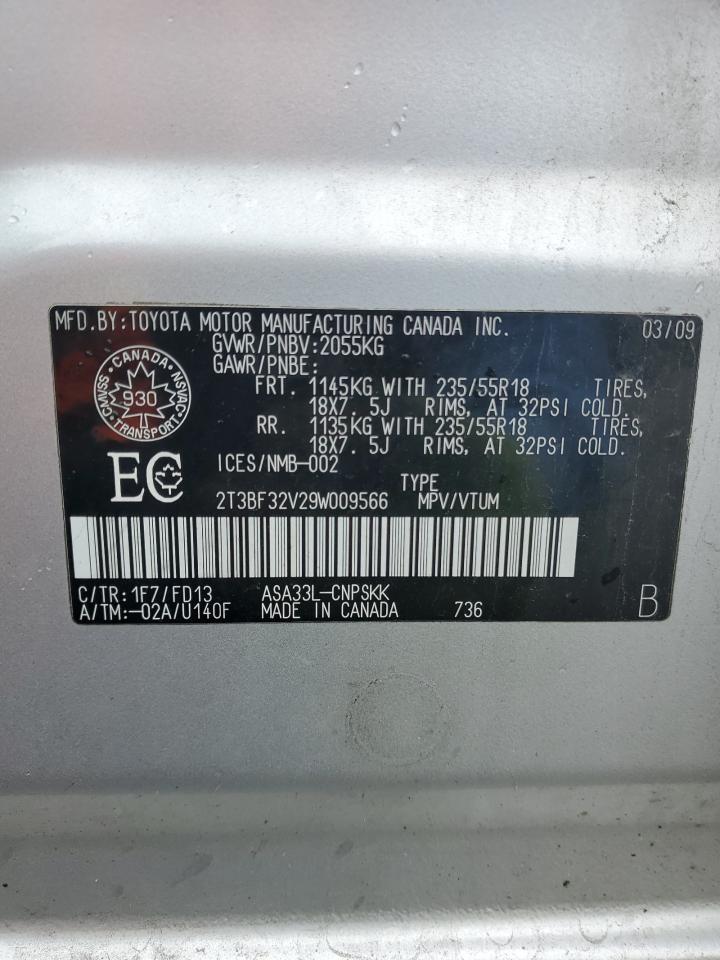 MFD.BY:TOYOTA MOTOR MANUFACTURING CANADA INC. 03/09
GVWR/PNBV:2055KG
GAWR/PNBE:
FRT. 1145KG WITH 235/55R18 TIRES,
18X7. 5J RIMS, AT 32PSI COLD.
RR. 1135KG WITH 235/55R18 TIRES,
18X7. 5J RIMS, AT 32PSI COLD.
CANADA
CMVSS 930 NSVAC
TRANSPORT
EC ICES/NMB-002
TYPE
2T3BF32V29W009566 MPV/VTUM
C/TR:1F7/FD13 ASA33L-CNPSKK
A/TM:-02A/U140F MADE IN CANADA 736 B